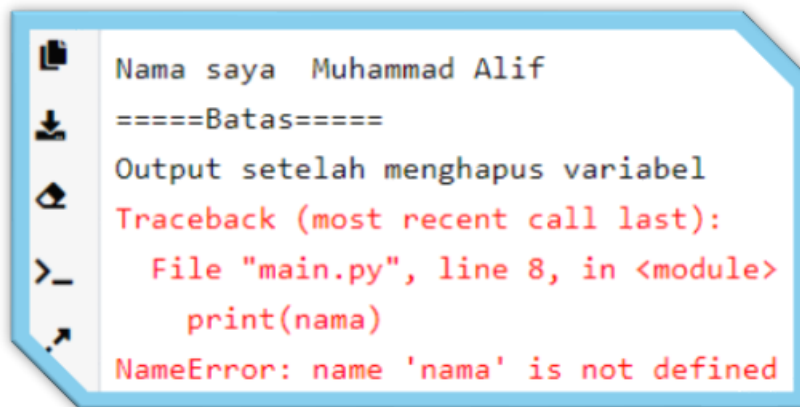 Nama saya  Muhammad Alif
=====Batas=====
Output setelah menghapus variabel
Traceback (most recent call last):
  File "main.py", line 8, in <module>
    print(nama)
NameError: name 'nama' is not defined